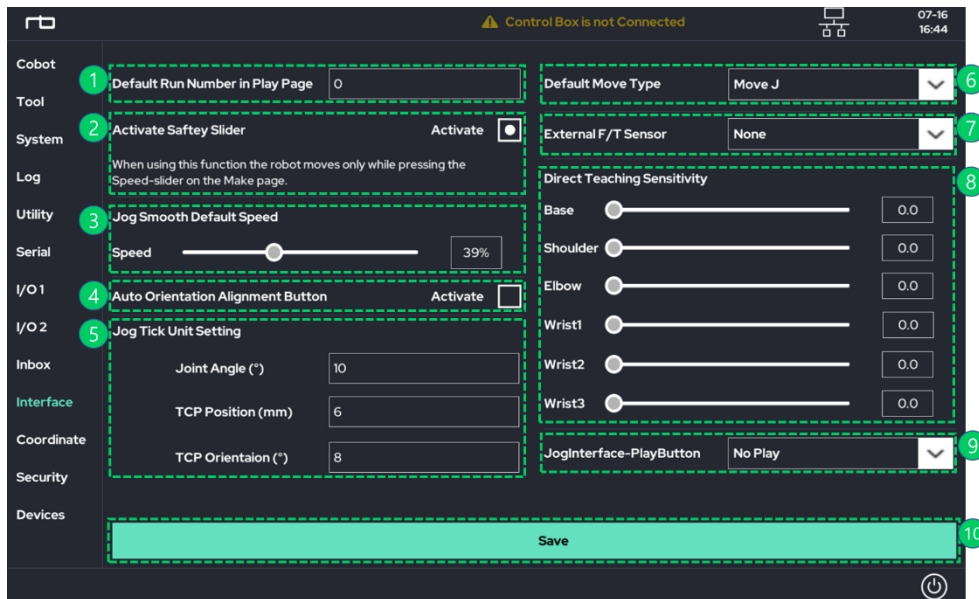 rb
Control Box is not Connected
07-16
16:44
Cobot
Tool
System
Log
Utility
Serial
I/O 1
I/O 2
Inbox
Interface
Coordinate
Security
Devices
1
Default Run Number in Play Page 0
2
Activate Saftey Slider Activate
When using this function the robot moves only while pressing the
Speed-slider on the Make page.
3
Jog Smooth Default Speed
Speed 39%
4
Auto Orientation Alignment Button Activate
5
Jog Tick Unit Setting
Joint Angle (°) 10
TCP Position (mm) 6
TCP Orientaion (°) 8
6
Default Move Type Move J
7
External F/T Sensor None
8
Direct Teaching Sensitivity
Base 0.0
Shoulder 0.0
Elbow 0.0
Wrist1 0.0
Wrist2 0.0
Wrist3 0.0
9
JogInterface-PlayButton No Play
10
Save